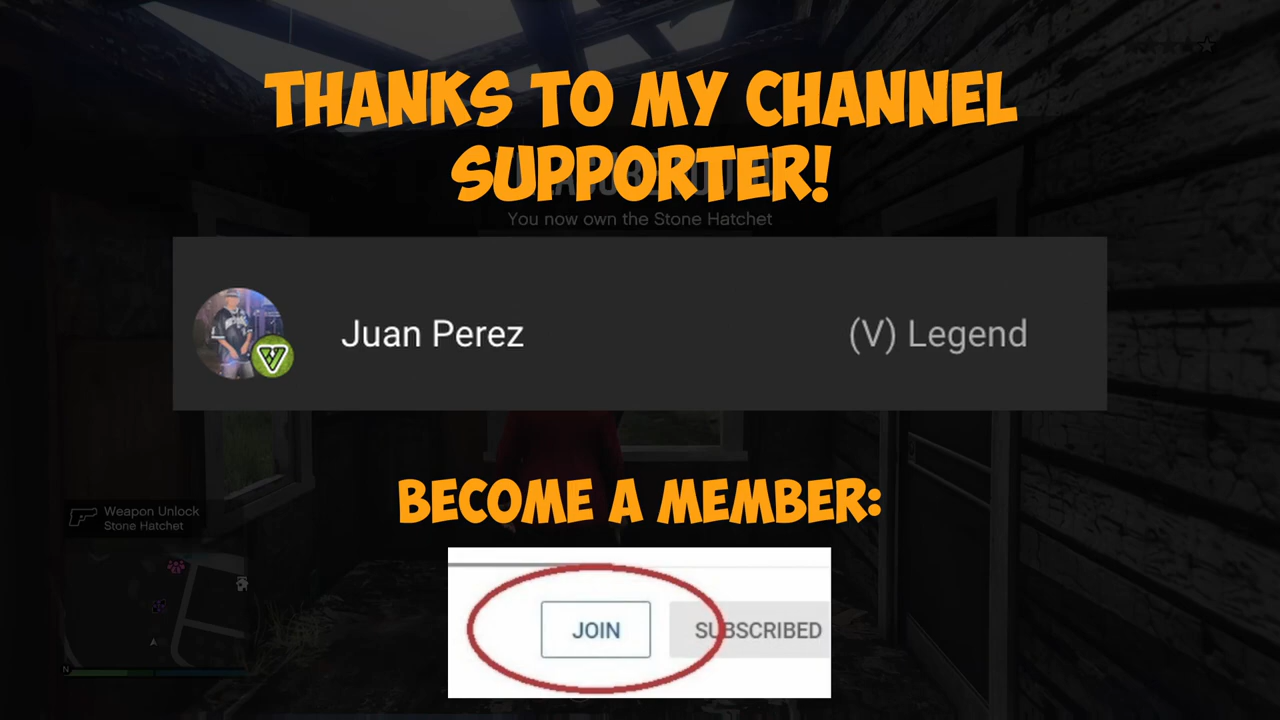 THANKS TO MY CHANNEL
SUPPORTER!
You now own the Stone Hatchet
Juan Perez (V) Legend
BECOME A MEMBER:
Weapon Unlock
Stone Hatchet
JOIN SUBSCRIBED
N